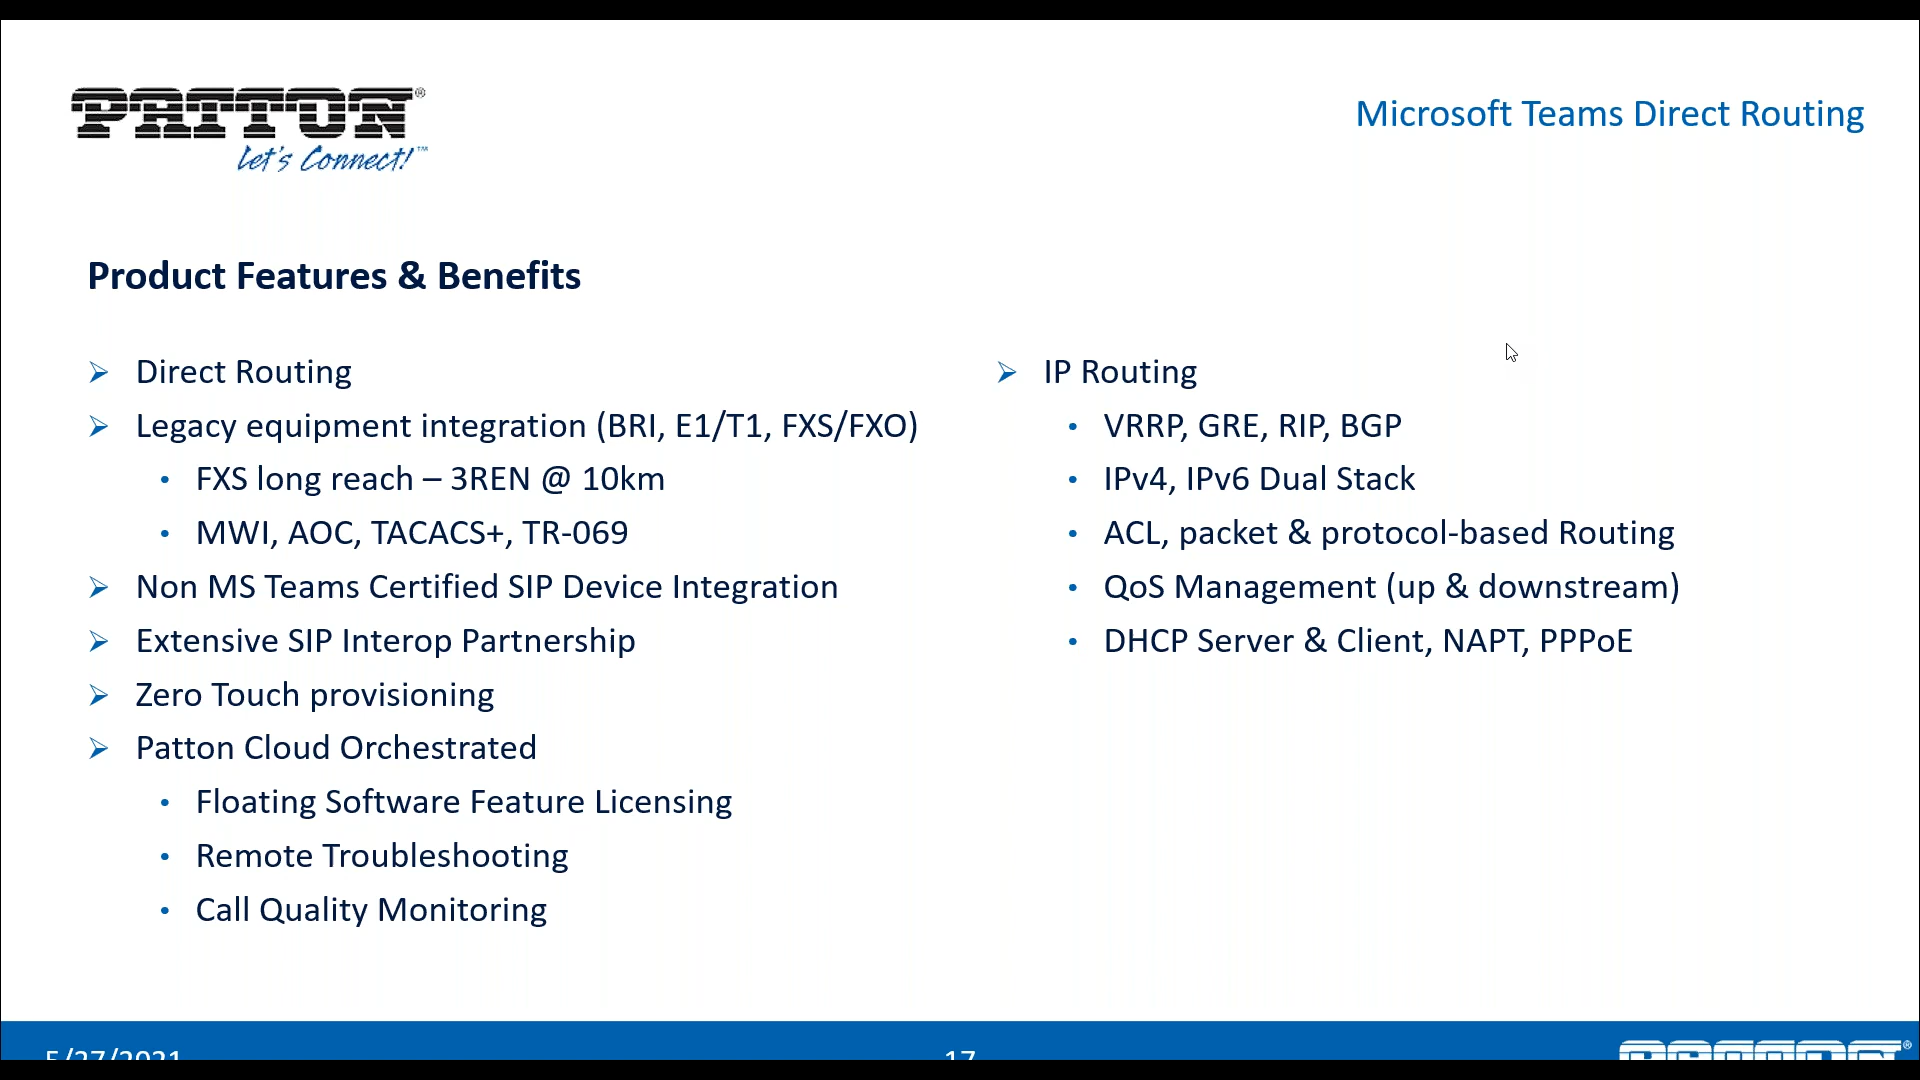 PATTON®
Let's Connect!™
Microsoft Teams Direct Routing
Product Features & Benefits
➢ Direct Routing
➢ Legacy equipment integration (BRI, E1/T1, FXS/FXO)
• FXS long reach – 3REN @ 10km
• MWI, AOC, TACACS+, TR-069
➢ Non MS Teams Certified SIP Device Integration
➢ Extensive SIP Interop Partnership
➢ Zero Touch provisioning
➢ Patton Cloud Orchestrated
• Floating Software Feature Licensing
• Remote Troubleshooting
• Call Quality Monitoring
➢ IP Routing
• VRRP, GRE, RIP, BGP
• IPv4, IPv6 Dual Stack
• ACL, packet & protocol-based Routing
• QoS Management (up & downstream)
• DHCP Server & Client, NAPT, PPPoE
5/27/2021
17
PATTON®